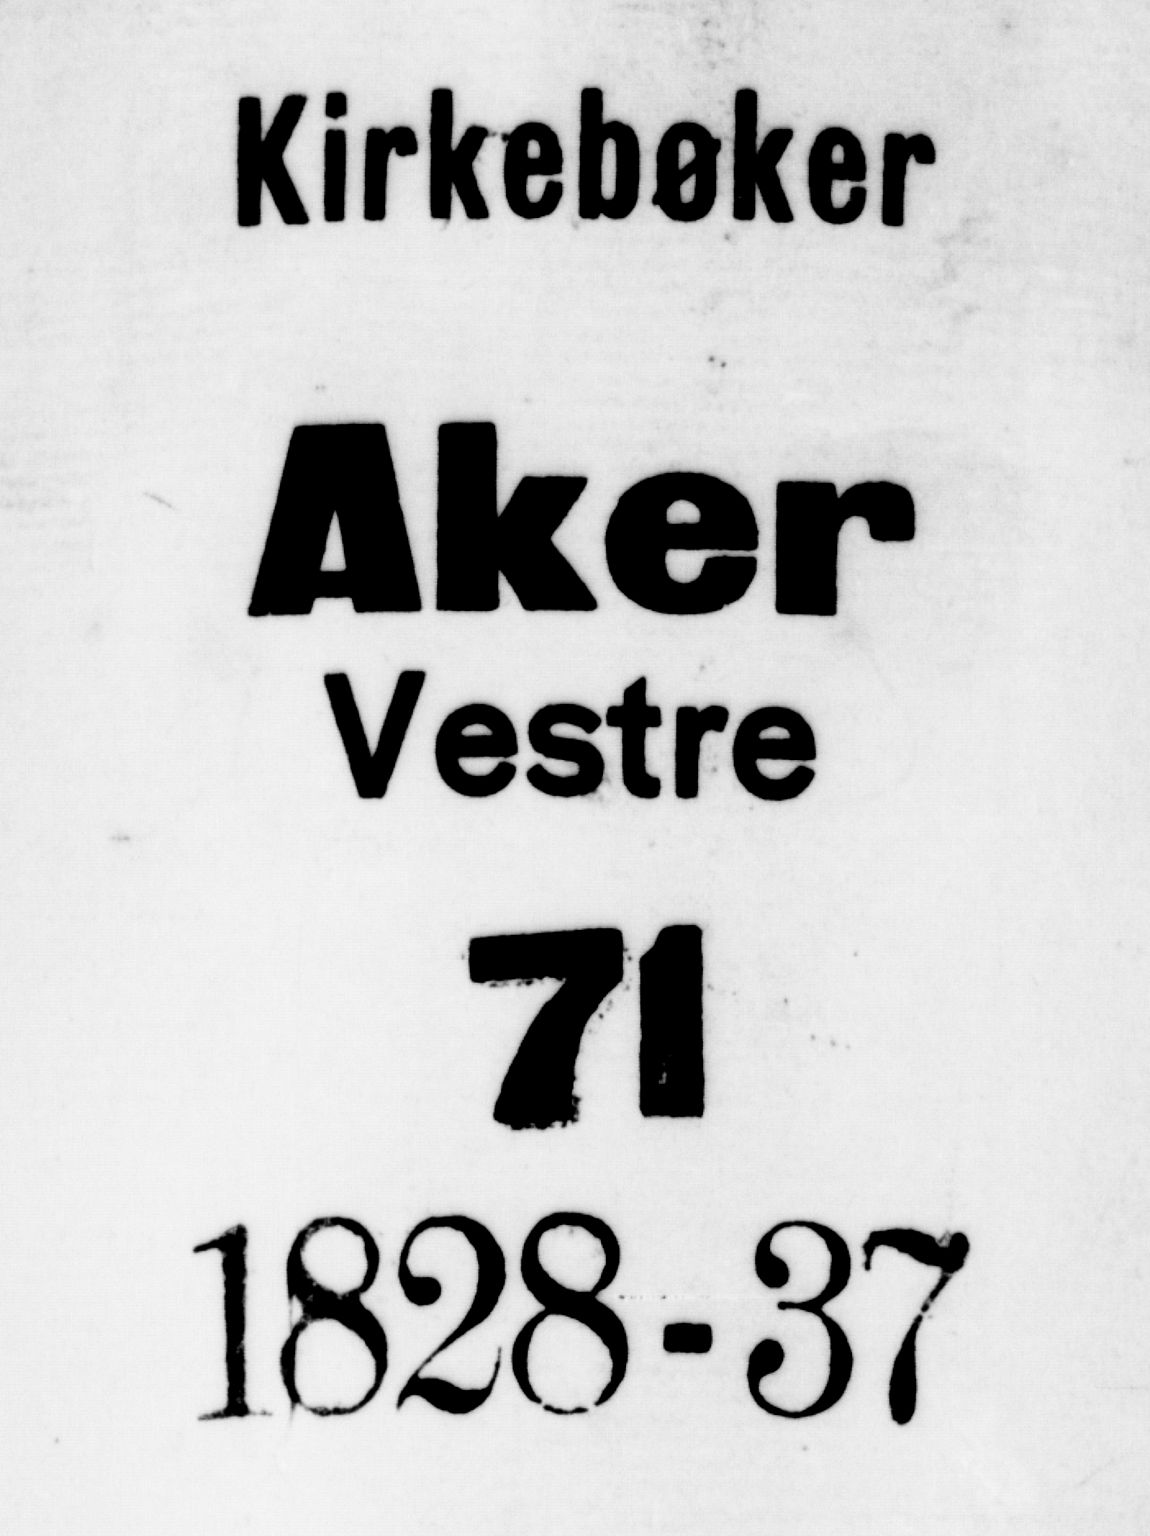 Kirkebøker
Aker
Vestre
71
1828-37